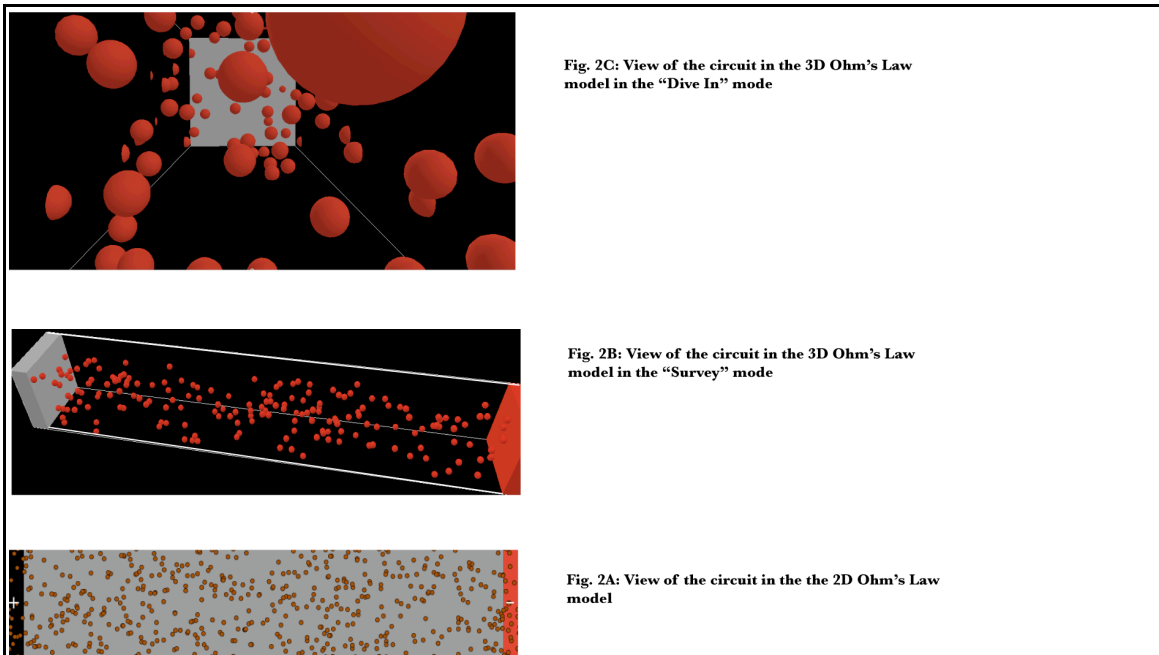 Fig. 2C: View of the circuit in the 3D Ohm's Law
model in the “Dive In” mode
Fig. 2B: View of the circuit in the 3D Ohm's Law
model in the “Survey” mode
Fig. 2A: View of the circuit in the the 2D Ohm's Law
model
+
-